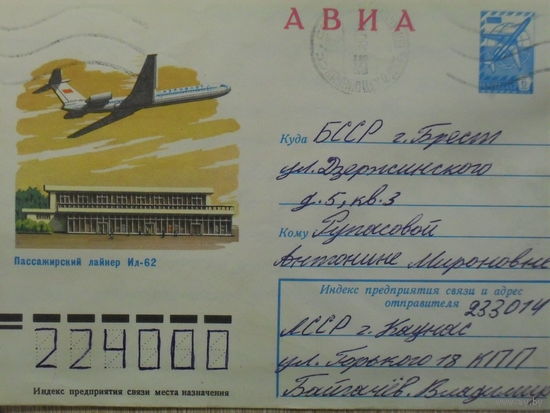 АВИА
Куда БССР г. Брест
ул. Дзержинского
д. 5, кв. 3
Кому Рупасовой
Антонине Мироновне
Пассажирский лайнер Ил-62
Индекс предприятия связи и адрес
отправителя 233014
ЛССР г. Каунас
ул. Горького 18 КПП
Владимир
224000
Индекс предприятия связи места назначения